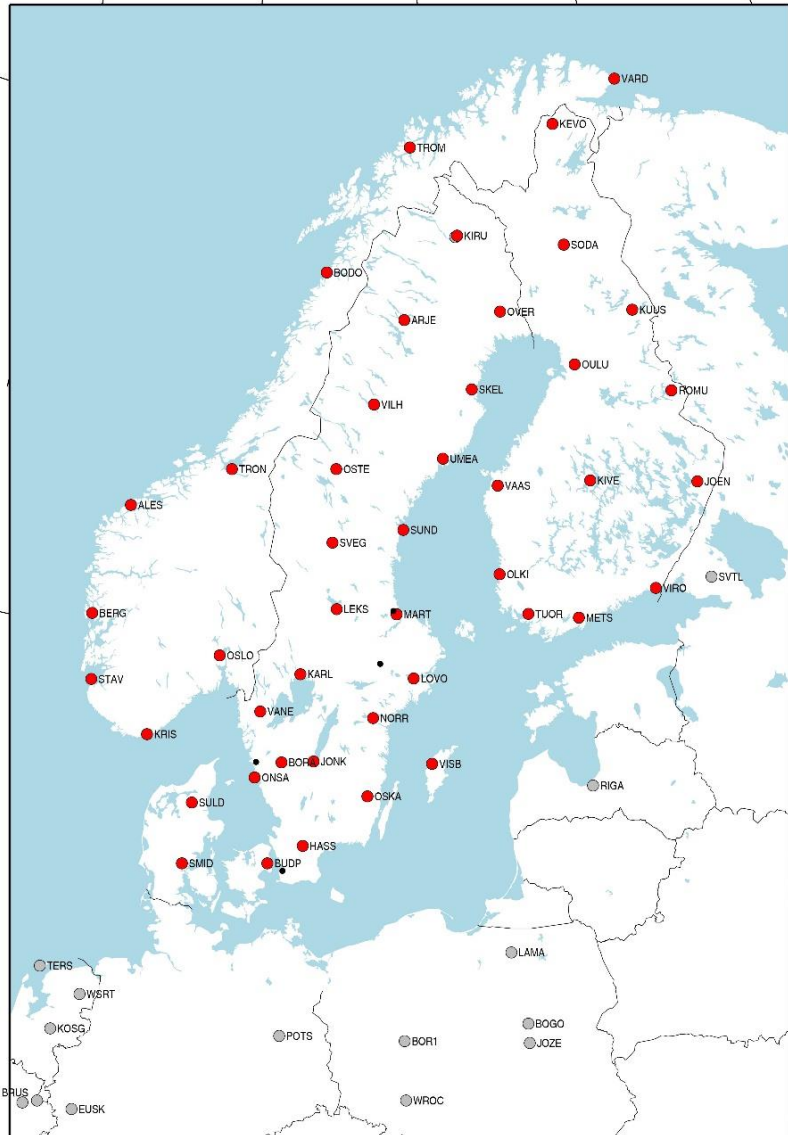 VARD
KEVO
TROM
KIRU
SODA
BODO
OVER
KUUS
ARJE
OULU
SKEL
ROMU
VILH
UMEA
TRON
OSTE
KIVE
JOEN
VAAS
ALES
SUND
SVEG
OLKI
SVTL
VIRO
LEKS
BERG
MART
TUOR
METS
OSLO
KARL
STAV
LOVO
VANE
NORR
KRIS
BORA
JONK
VISB
ONSA
RIGA
OSKA
SULD
HASS
SMID
BUDP
LAMA
TERS
WSRT
BOGO
KOSG
POTS
BOR1
JOZE
BRUS
WROC
EUSK